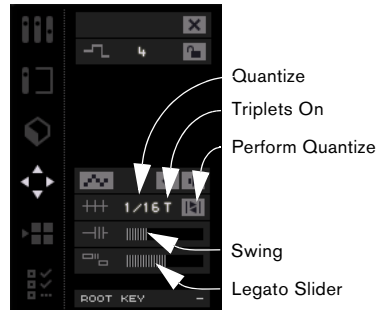 4
Quantize
Triplets On
Perform Quantize
1/16 T
Swing
Legato Slider
ROOT KEY -